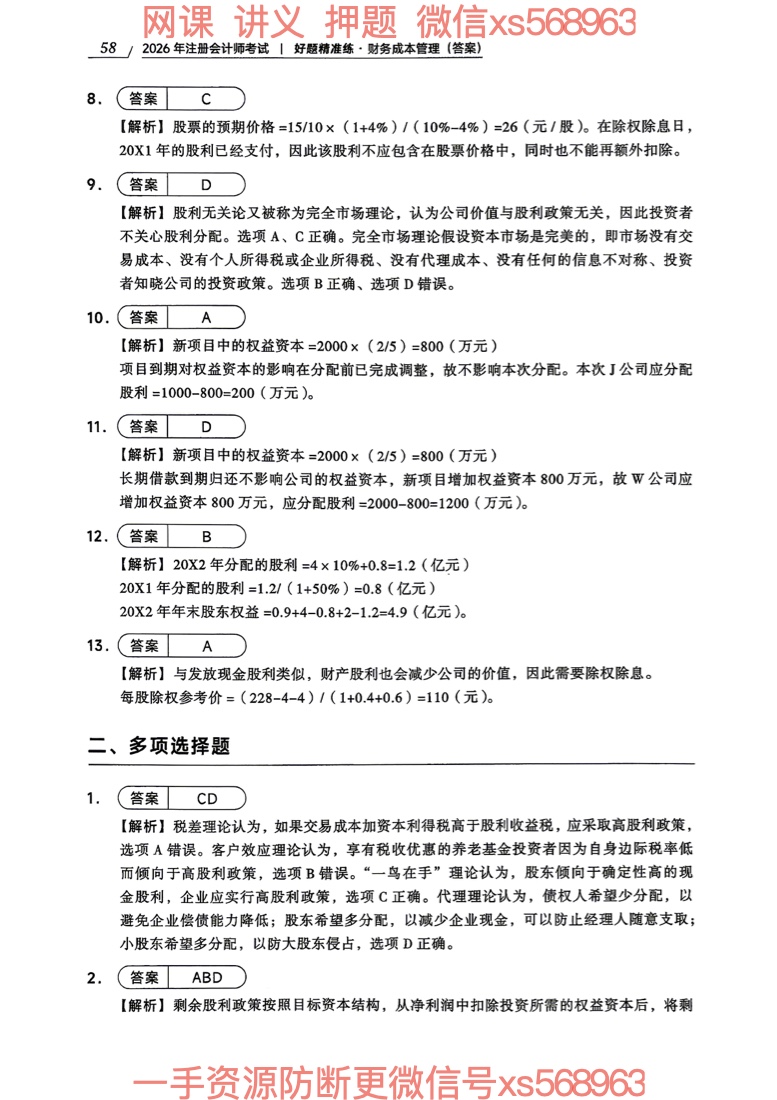 网课 讲义 押题 微信xs568963
58 / 2026年注册会计师考试 | 好题精准练·财务成本管理（答案）
8. 答案 C
【解析】股票的预期价格=15/10×（1+4%）/（10%-4%）=26（元/股）。在除权除息日，
20X1年的股利已经支付，因此该股利不应包含在股票价格中，同时也不能再额外扣除。
9. 答案 D
【解析】股利无关论又被称为完全市场理论，认为公司价值与股利政策无关，因此投资者
不关心股利分配。选项A、C正确。完全市场理论假设资本市场是完美的，即市场没有交
易成本、没有个人所得税或企业所得税、没有代理成本、没有任何的信息不对称、投资
者知晓公司的投资政策。选项B正确、选项D错误。
10. 答案 A
【解析】新项目中的权益资本=2000×（2/5）=800（万元）
项目到期对权益资本的影响在分配前已完成调整，故不影响本次分配。本次J公司应分配
股利=1000-800=200（万元）。
11. 答案 D
【解析】新项目中的权益资本=2000×（2/5）=800（万元）
长期借款到期归还不影响公司的权益资本，新项目增加权益资本800万元，故W公司应
增加权益资本800万元，应分配股利=2000-800=1200（万元）。
12. 答案 B
【解析】20X2年分配的股利=4×10%+0.8=1.2（亿元）
20X1年分配的股利=1.2/（1+50%）=0.8（亿元）
20X2年年末股东权益=0.9+4-0.8+2-1.2=4.9（亿元）。
13. 答案 A
【解析】与发放现金股利类似，财产股利也会减少公司的价值，因此需要除权除息。
每股除权参考价=（228-4-4）/（1+0.4+0.6）=110（元）。
二、多项选择题
1. 答案 CD
【解析】税差理论认为，如果交易成本加资本利得税高于股利收益税，应采取高股利政策，
选项A错误。客户效应理论认为，享有税收优惠的养老基金投资者因为自身边际税率低
而倾向于高股利政策，选项B错误。“一鸟在手”理论认为，股东倾向于确定性高的现
金股利，企业应实行高股利政策，选项C正确。代理理论认为，债权人希望少分配，以
避免企业偿债能力降低；股东希望多分配，以减少企业现金，可以防止经理人随意支取；
小股东希望多分配，以防大股东侵占，选项D正确。
2. 答案 ABD
【解析】剩余股利政策按照目标资本结构，从净利润中扣除投资所需的权益资本后，将剩
一手资源防断更微信号xs568963